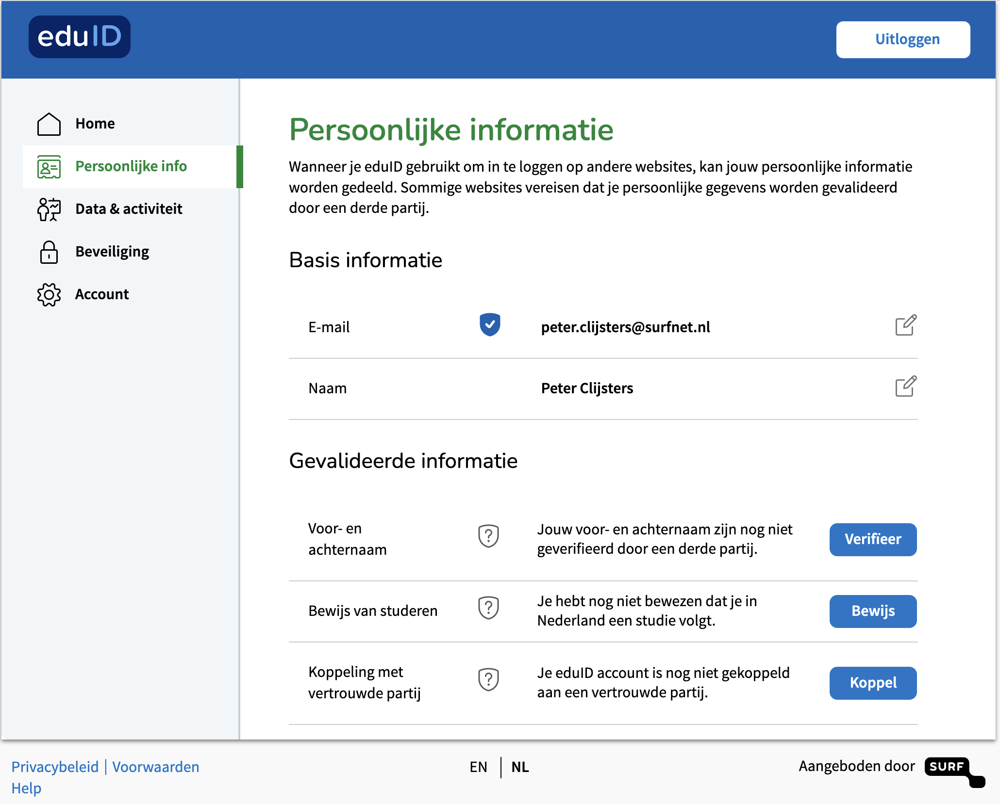 eduID
Uitloggen
Home
Persoonlijke info
Data & activiteit
Beveiliging
Account
Persoonlijke informatie
Wanneer je eduID gebruikt om in te loggen op andere websites, kan jouw persoonlijke informatie
worden gedeeld. Sommige websites vereisen dat je persoonlijke gegevens worden gevalideerd
door een derde partij.
Basis informatie
E-mail
peter.clijsters@surfnet.nl
Naam
Peter Clijsters
Gevalideerde informatie
Voor- en
achternaam
Jouw voor- en achternaam zijn nog niet
geverifieerd door een derde partij.
Verifieer
Bewijs van studeren
Je hebt nog niet bewezen dat je in
Nederland een studie volgt.
Bewijs
Koppeling met
vertrouwde partij
Je eduID account is nog niet gekoppeld
aan een vertrouwde partij.
Koppel
Privacybeleid | Voorwaarden
Help
EN | NL
Aangeboden door SURF